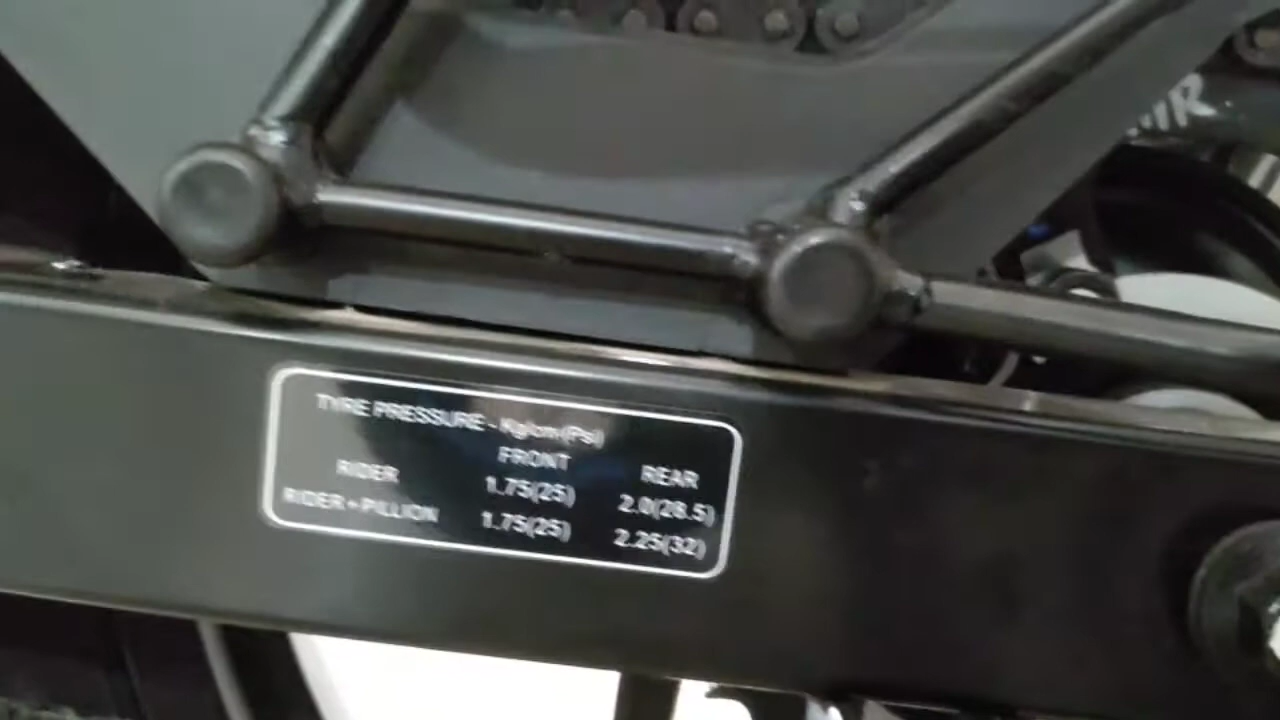 TYRE PRESSURE - Kg/cm(Psi)
FRONT REAR
RIDER 1.75(25) 2.0(28.5)
RIDER + PILLION 1.75(25) 2.25(32)